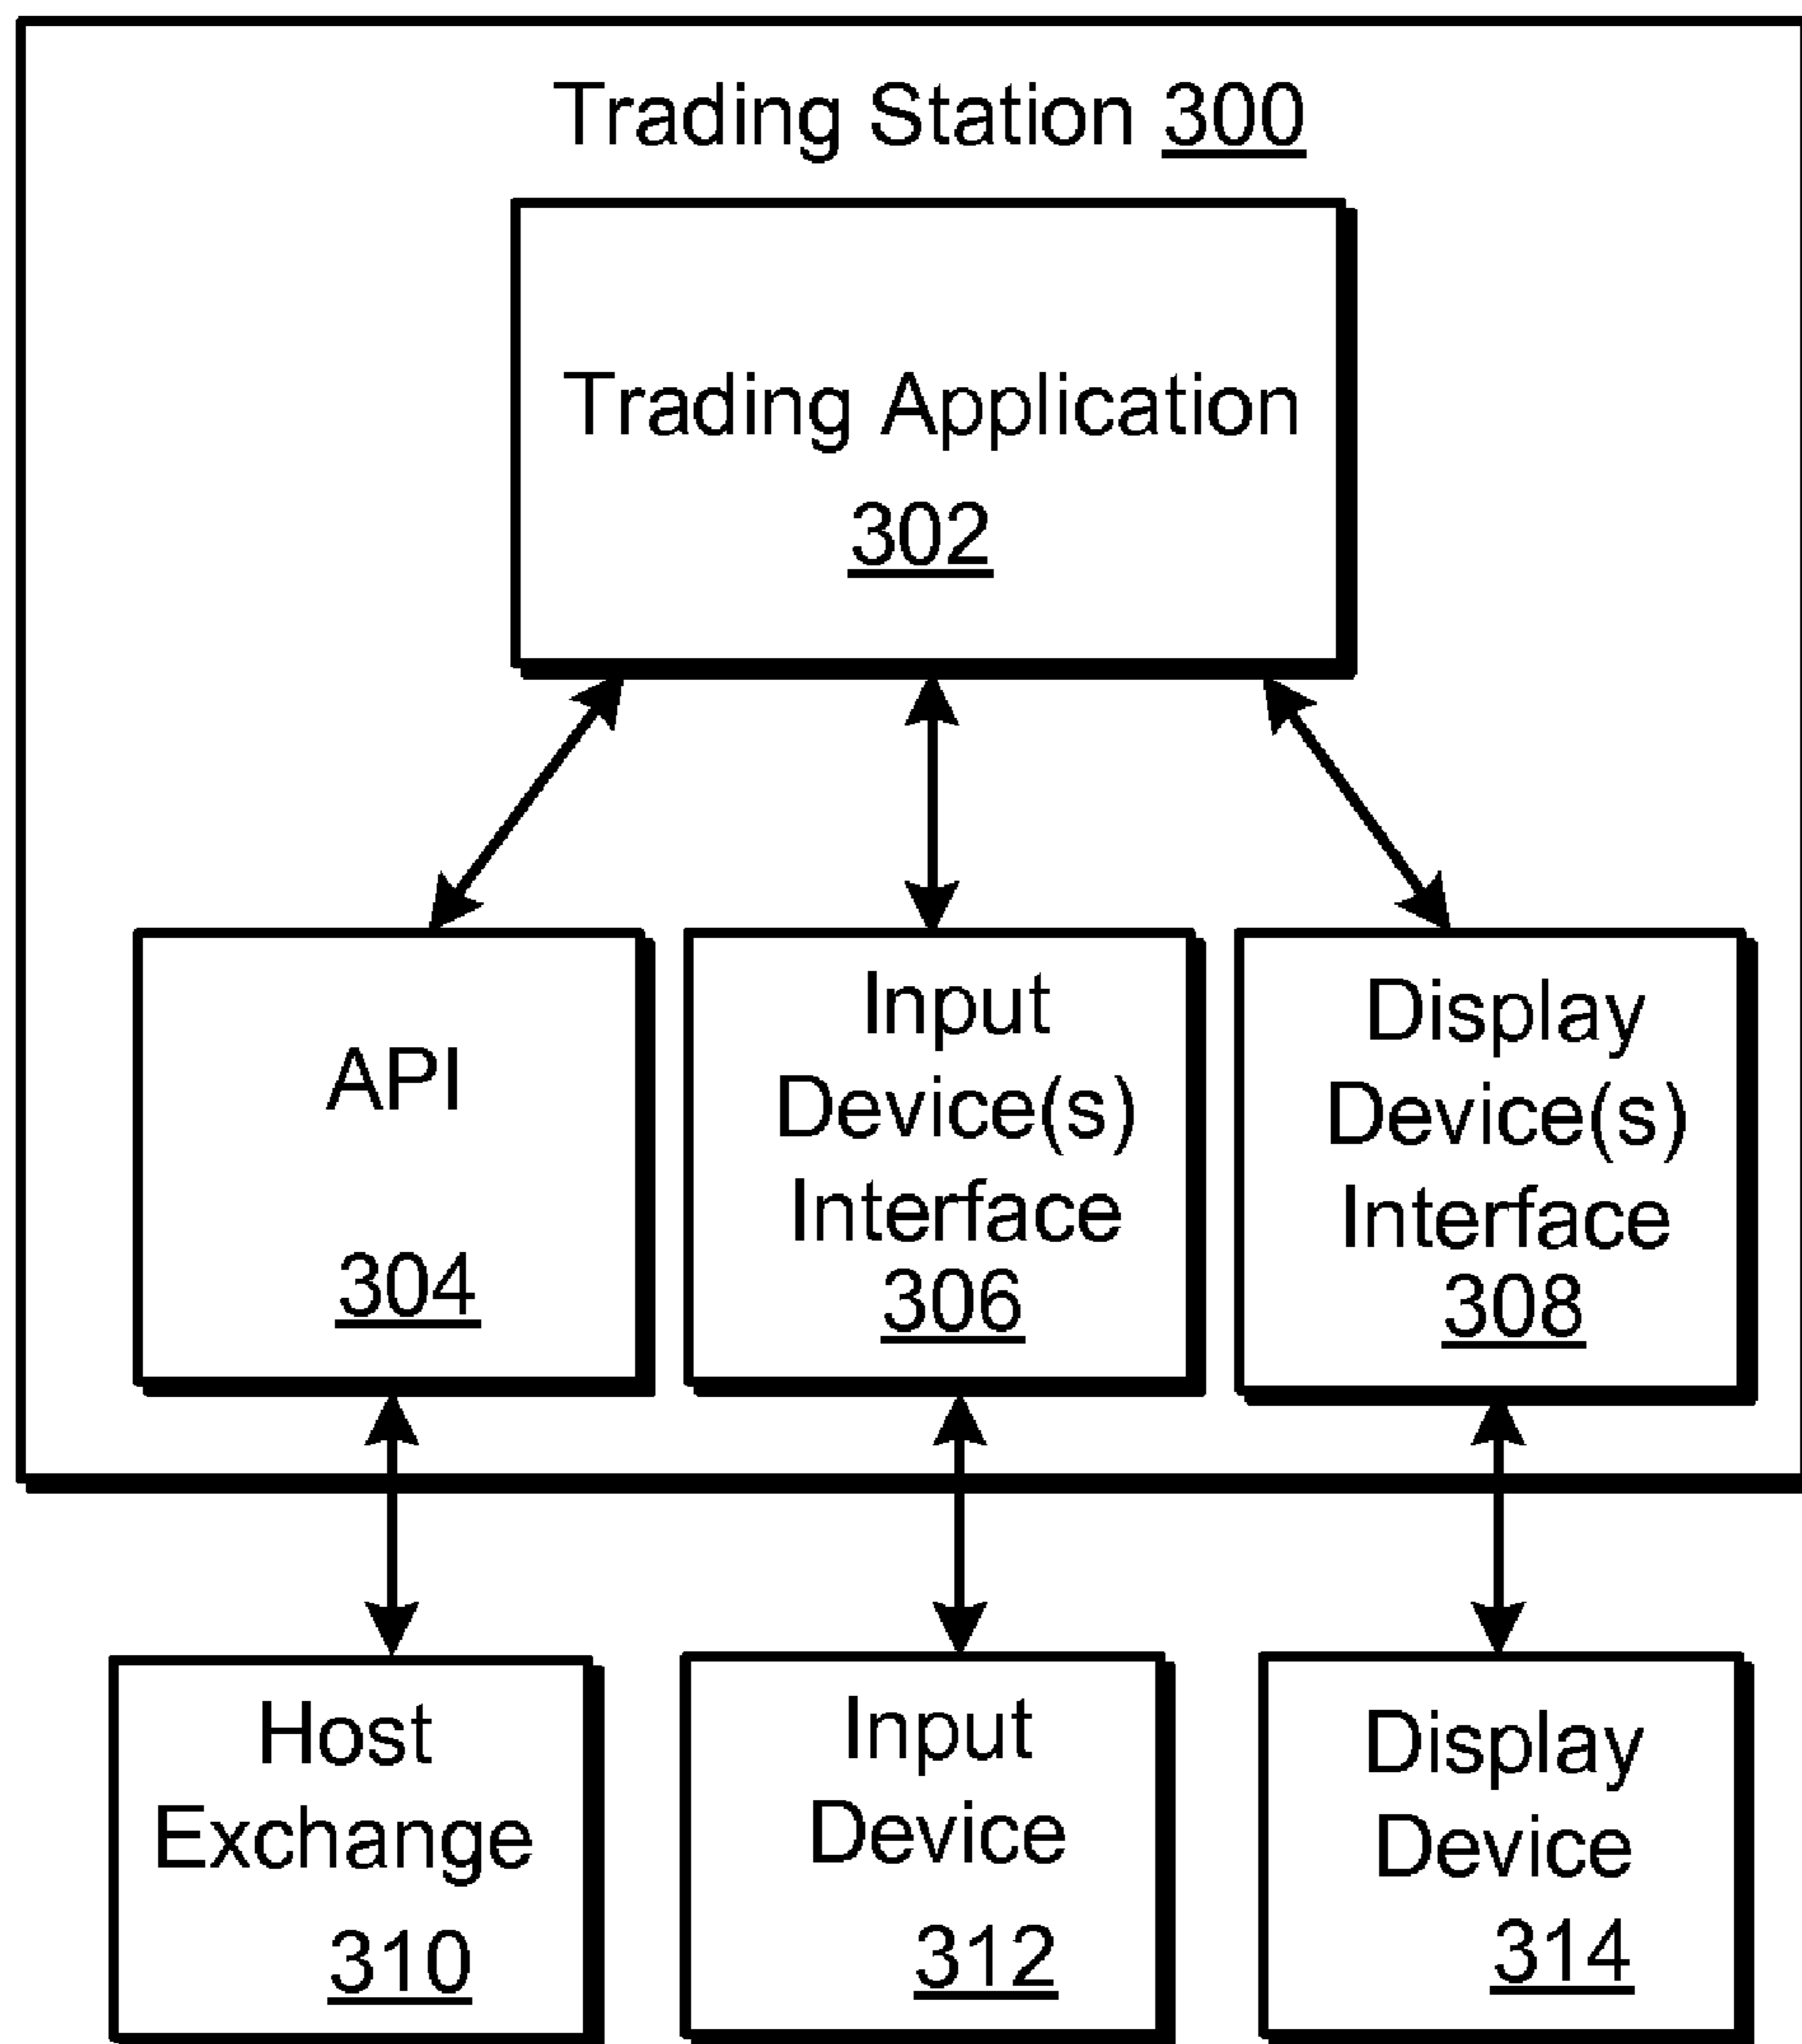 Trading Station 300
Trading Application
302
API
304
Input
Device(s)
Interface
306
Display
Device(s)
Interface
308
Host
Exchange
310
Input
Device
312
Display
Device
314